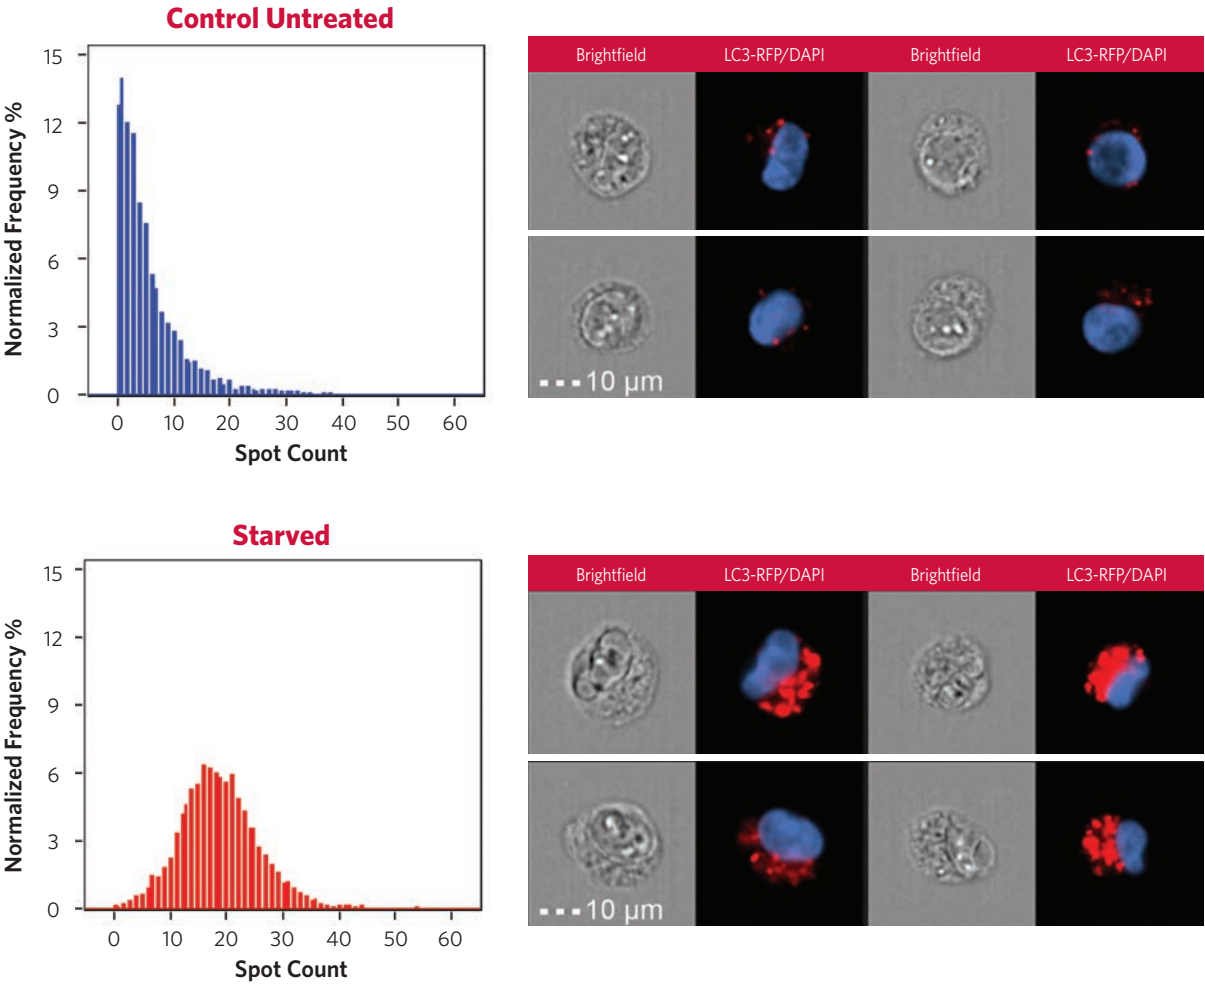 Control Untreated
Normalized Frequency %
15
12
9
6
3
0
0 10 20 30 40 50 60
Spot Count
Brightfield LC3-RFP/DAPI Brightfield LC3-RFP/DAPI
10 µm
Starved
Normalized Frequency %
15
12
9
6
3
0
0 10 20 30 40 50 60
Spot Count
Brightfield LC3-RFP/DAPI Brightfield LC3-RFP/DAPI
10 µm